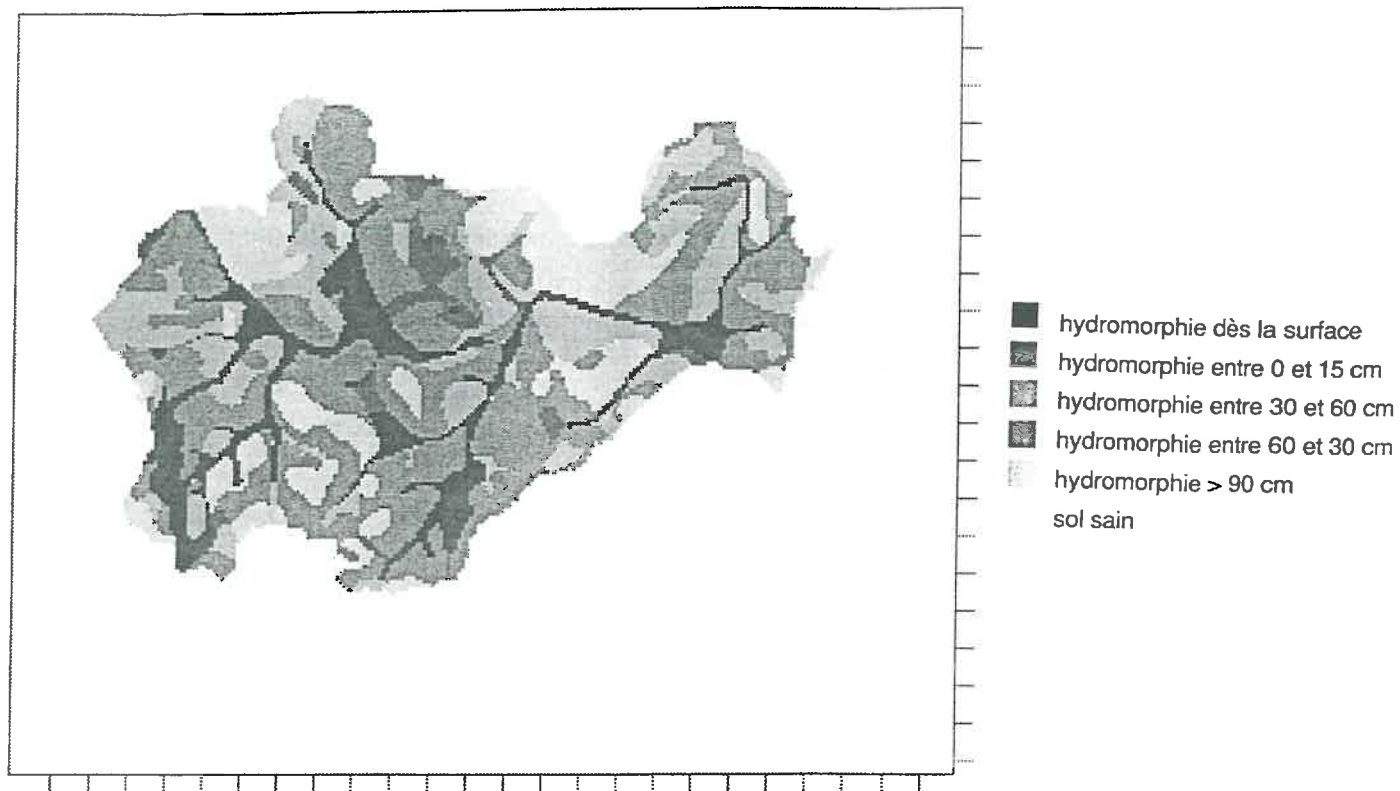 hydromorphie dès la surface
hydromorphie entre 0 et 15 cm
hydromorphie entre 30 et 60 cm
hydromorphie entre 60 et 30 cm
hydromorphie > 90 cm
sol sain